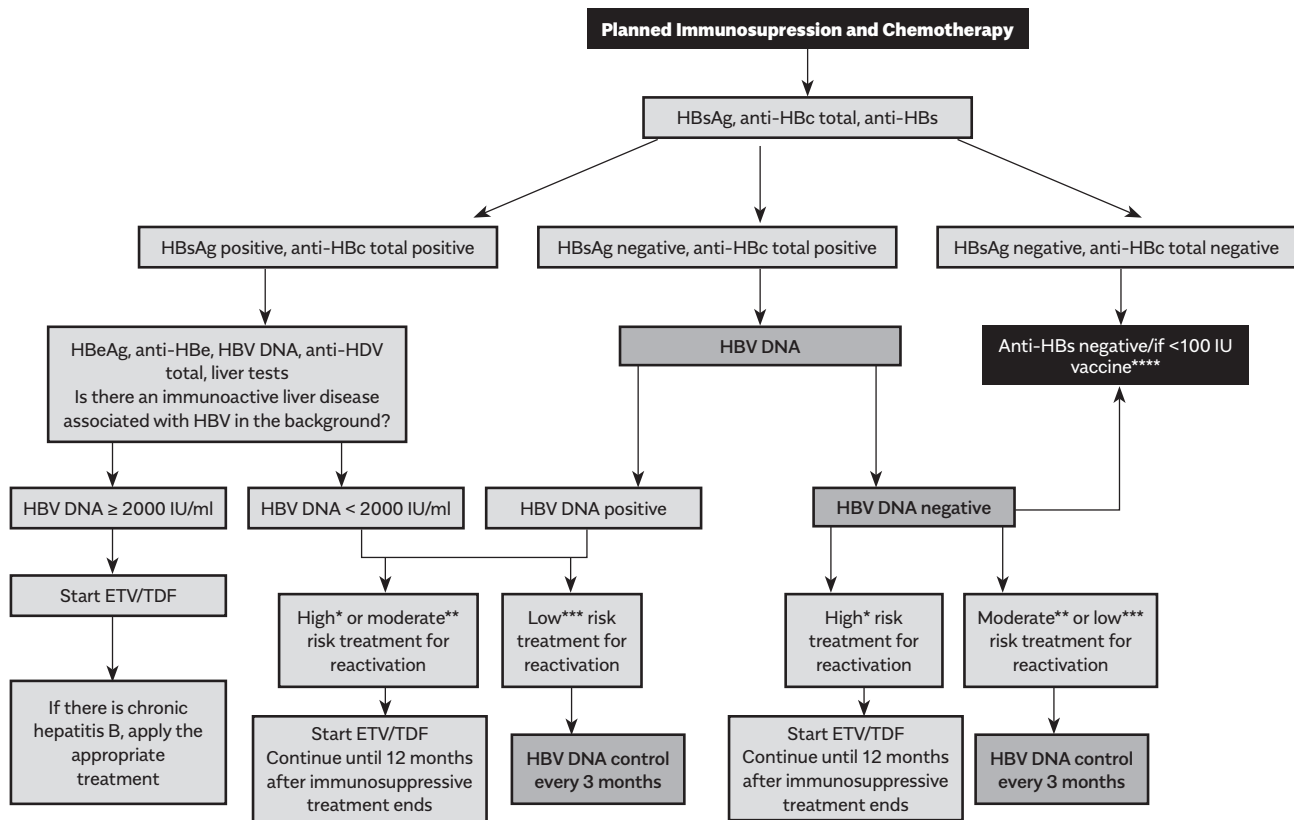 Planned Immunosupression and Chemotherapy
HBsAg, anti-HBc total, anti-HBs
HBsAg positive, anti-HBc total positive
HBsAg negative, anti-HBc total positive
HBsAg negative, anti-HBc total negative
HBeAg, anti-HBe, HBV DNA, anti-HDV
total, liver tests
Is there an immunoactive liver disease
associated with HBV in the background?
HBV DNA
Anti-HBs negative/if <100 IU
vaccine****
HBV DNA ≥ 2000 IU/ml
HBV DNA < 2000 IU/ml
HBV DNA positive
HBV DNA negative
Start ETV/TDF
High* or moderate**
risk treatment for
reactivation
Low*** risk
treatment for
reactivation
High* risk
treatment for
reactivation
Moderate** or low***
risk treatment for
reactivation
If there is chronic
hepatitis B, apply the
appropriate
treatment
Start ETV/TDF
Continue until 12 months
after immunosuppressive
treatment ends
HBV DNA control
every 3 months
Start ETV/TDF
Continue until 12 months
after immunosuppressive
treatment ends
HBV DNA control
every 3 months